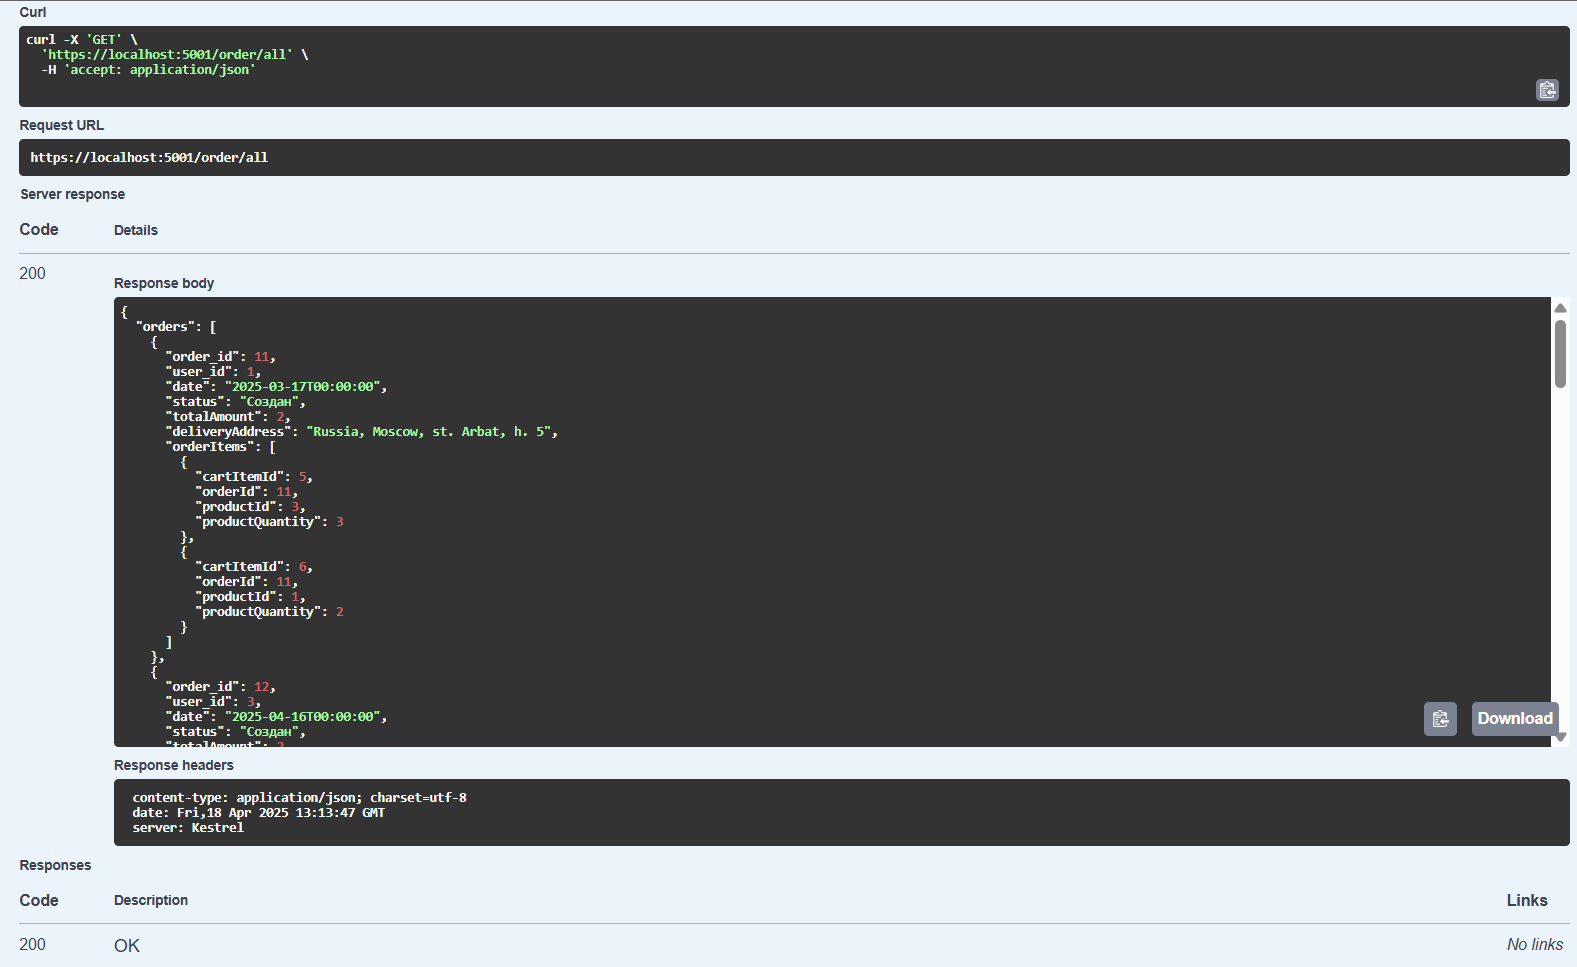 Curl
curl -X 'GET' \
  'https://localhost:5001/order/all' \
  -H 'accept: application/json'
Request URL
https://localhost:5001/order/all
Server response
Code Details
200
Response body
{
  "orders": [
    {
      "order_id": 11,
      "user_id": 1,
      "date": "2025-03-17T00:00:00",
      "status": "Создан",
      "totalAmount": 2,
      "deliveryAddress": "Russia, Moscow, st. Arbat, h. 5",
      "orderItems": [
        {
          "cartItemId": 5,
          "orderId": 11,
          "productId": 3,
          "productQuantity": 3
        },
        {
          "cartItemId": 6,
          "orderId": 11,
          "productId": 1,
          "productQuantity": 2
        }
      ]
    },
    {
      "order_id": 12,
      "user_id": 3,
      "date": "2025-04-16T00:00:00",
      "status": "Создан",
      "totalAmount": 2
Download
Response headers
content-type: application/json; charset=utf-8
date: Fri,18 Apr 2025 13:13:47 GMT
server: Kestrel
Responses
Code Description Links
200 OK No links